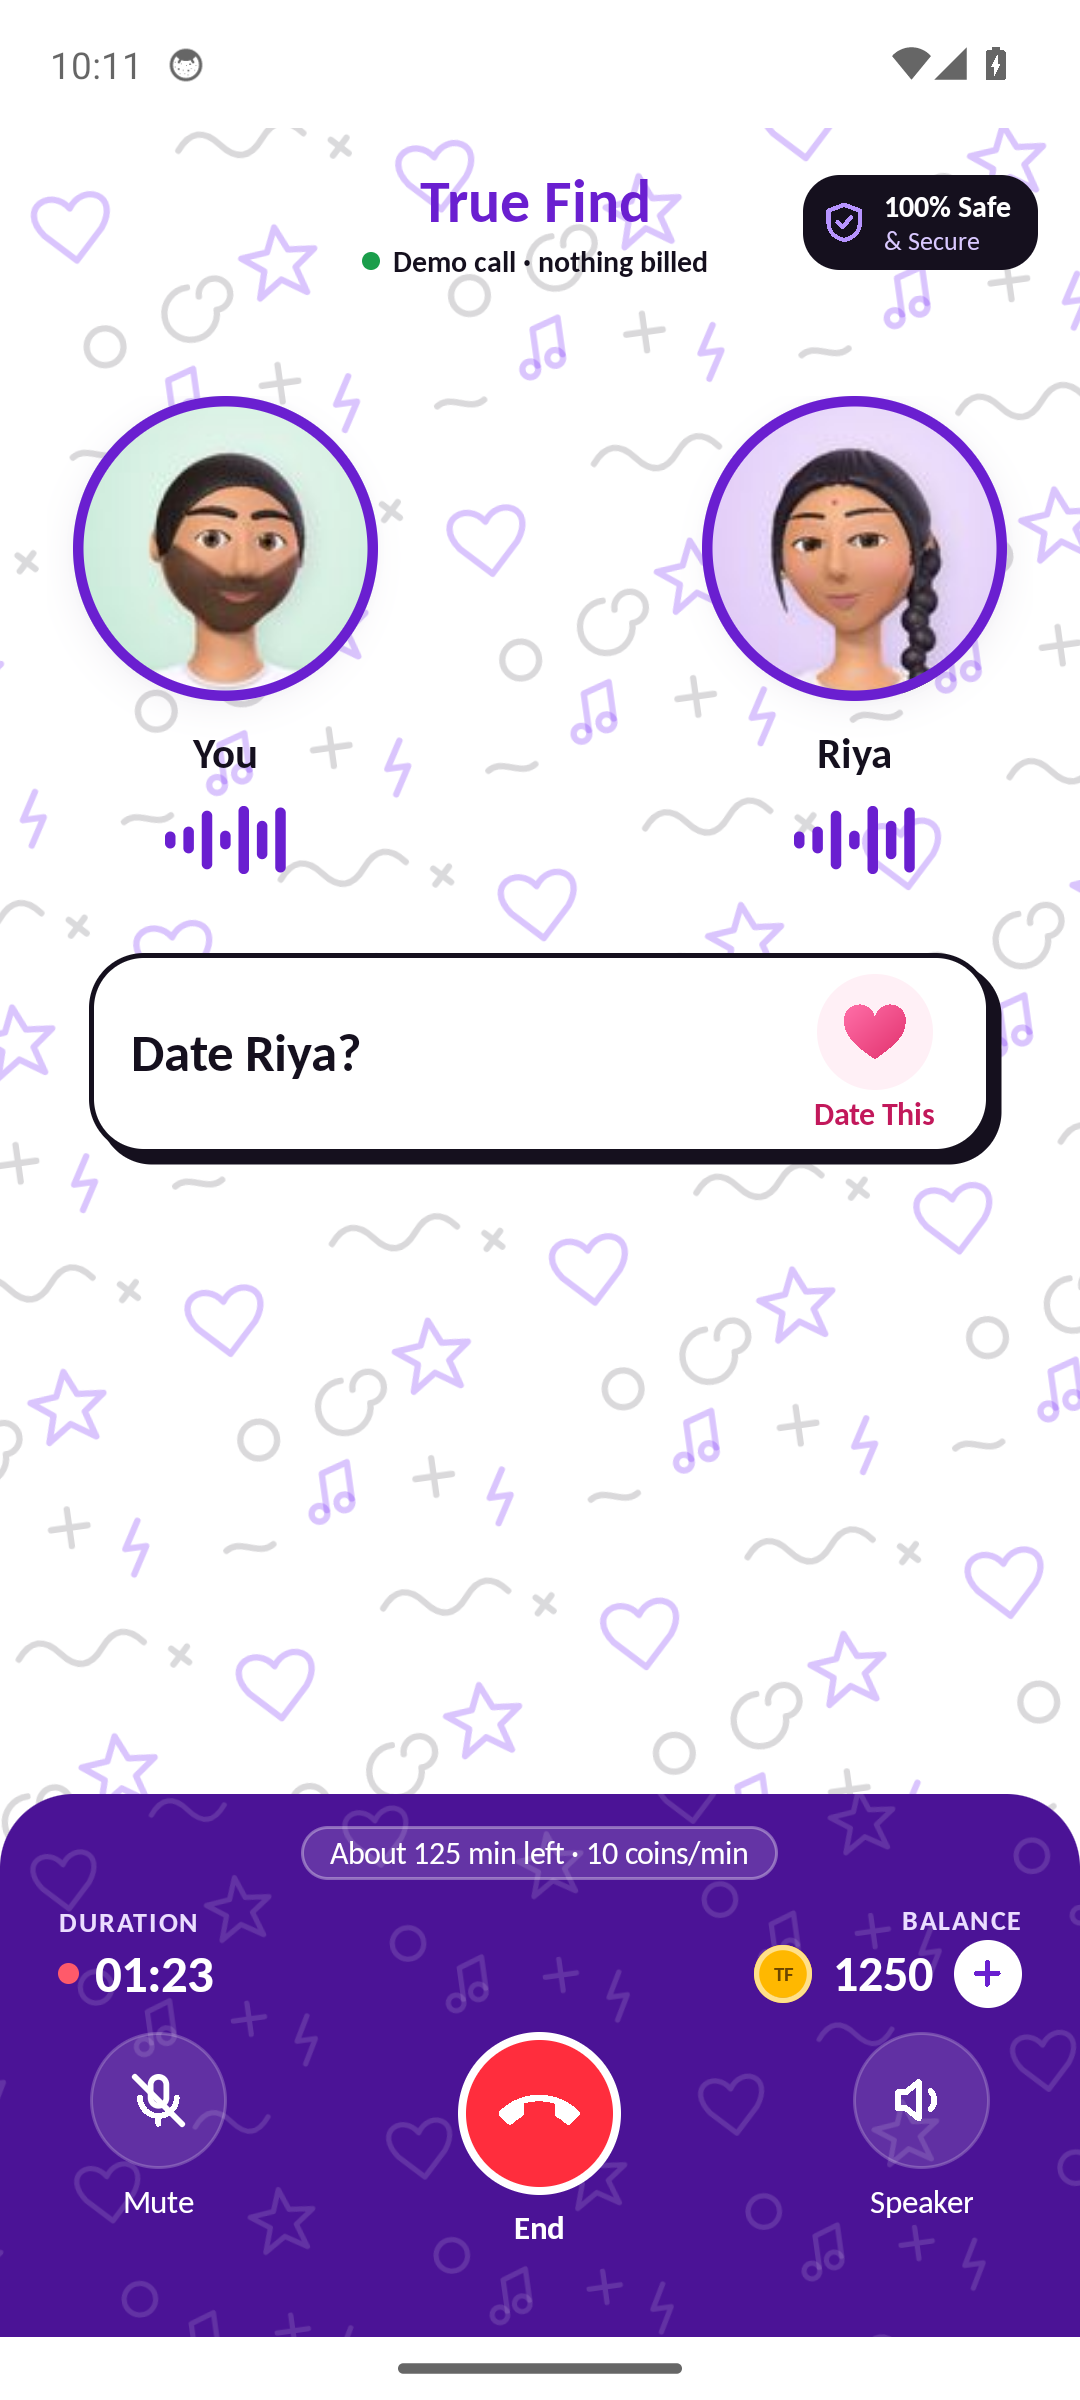 10:11
True Find
Demo call · nothing billed
100% Safe
& Secure
You
Riya
Date Riya?
Date This
About 125 min left · 10 coins/min
DURATION
BALANCE
01:23
TF
1250
Mute
End
Speaker